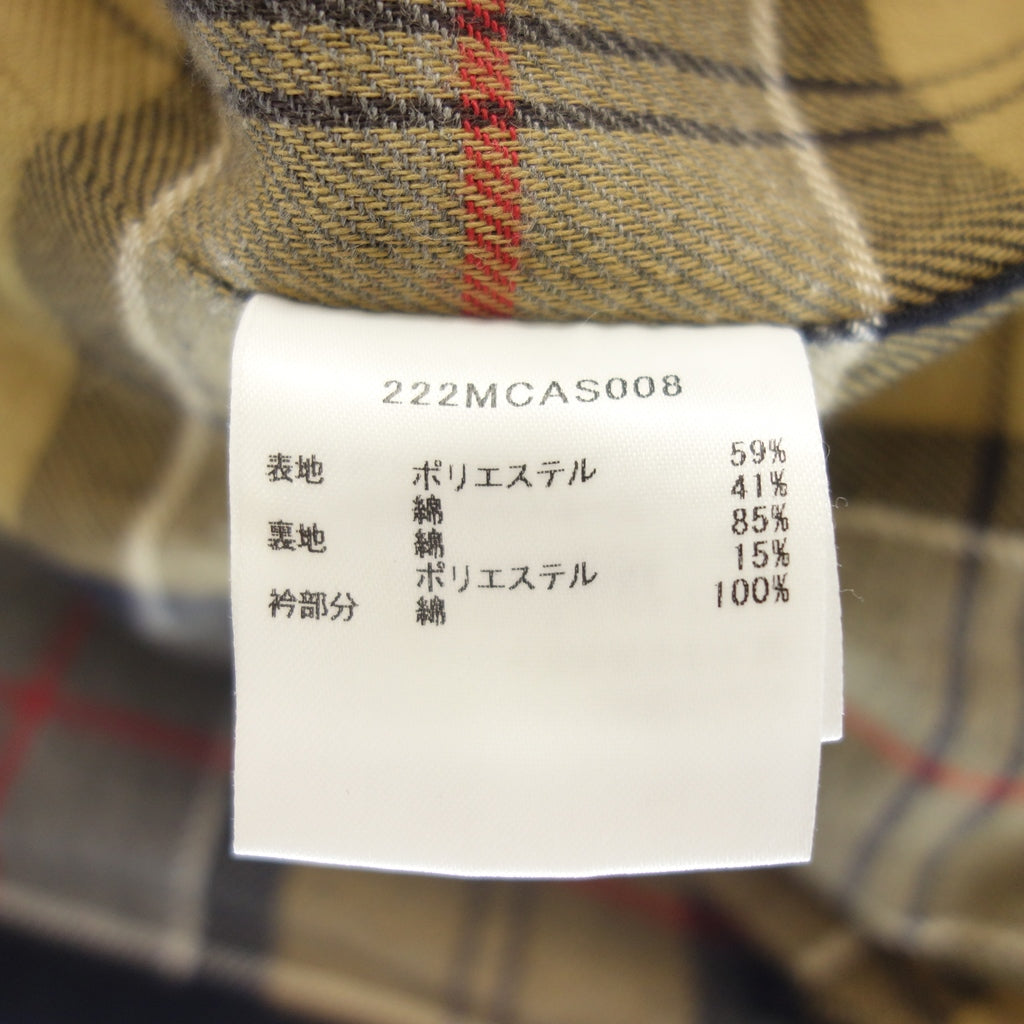 222MCAS008
表地 ポリエステル 59%
綿 41%
裏地 綿 85%
ポリエステル 15%
衿部分 綿 100%